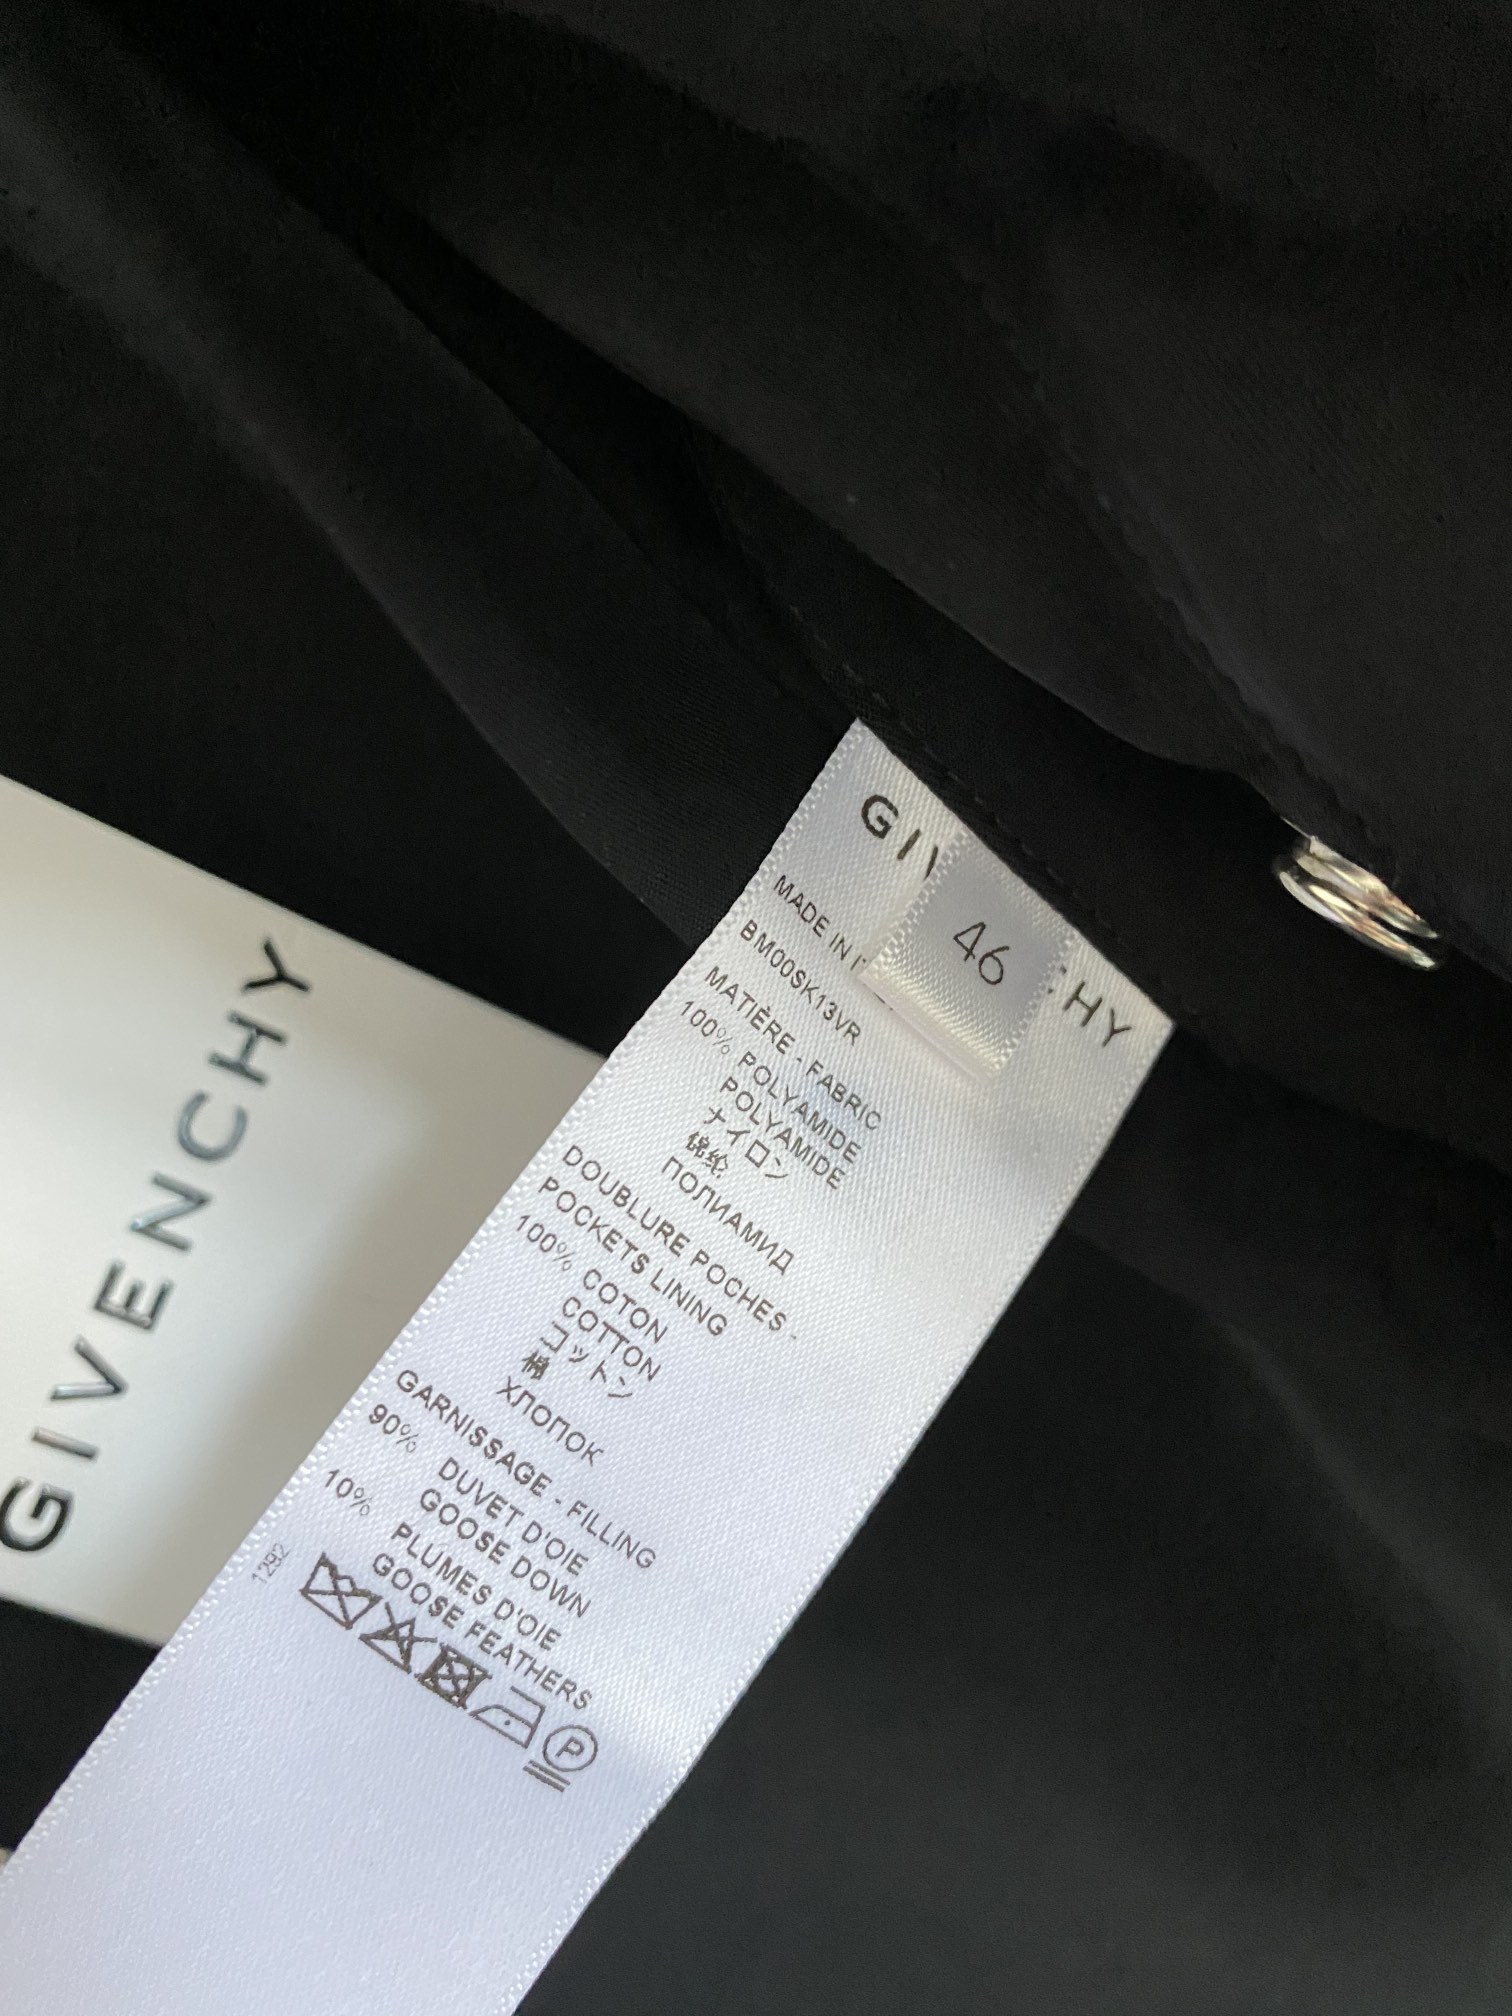 GIVENCHY
GIV
HY
46
MADE IN
BM00SK13VR
MATIÈRE - FABRIC
100% POLYAMIDE
POLYAMIDE
ナイロン
锦纶
ПОЛИАМИД
DOUBLURE POCHES -
POCKETS LINING
100% COTON
COTTON
コットン
棉
ХЛОПОК
GARNISSAGE - FILLING
90% DUVET D'OIE
GOOSE DOWN
10% PLUMES D'OIE
GOOSE FEATHERS
1292
P